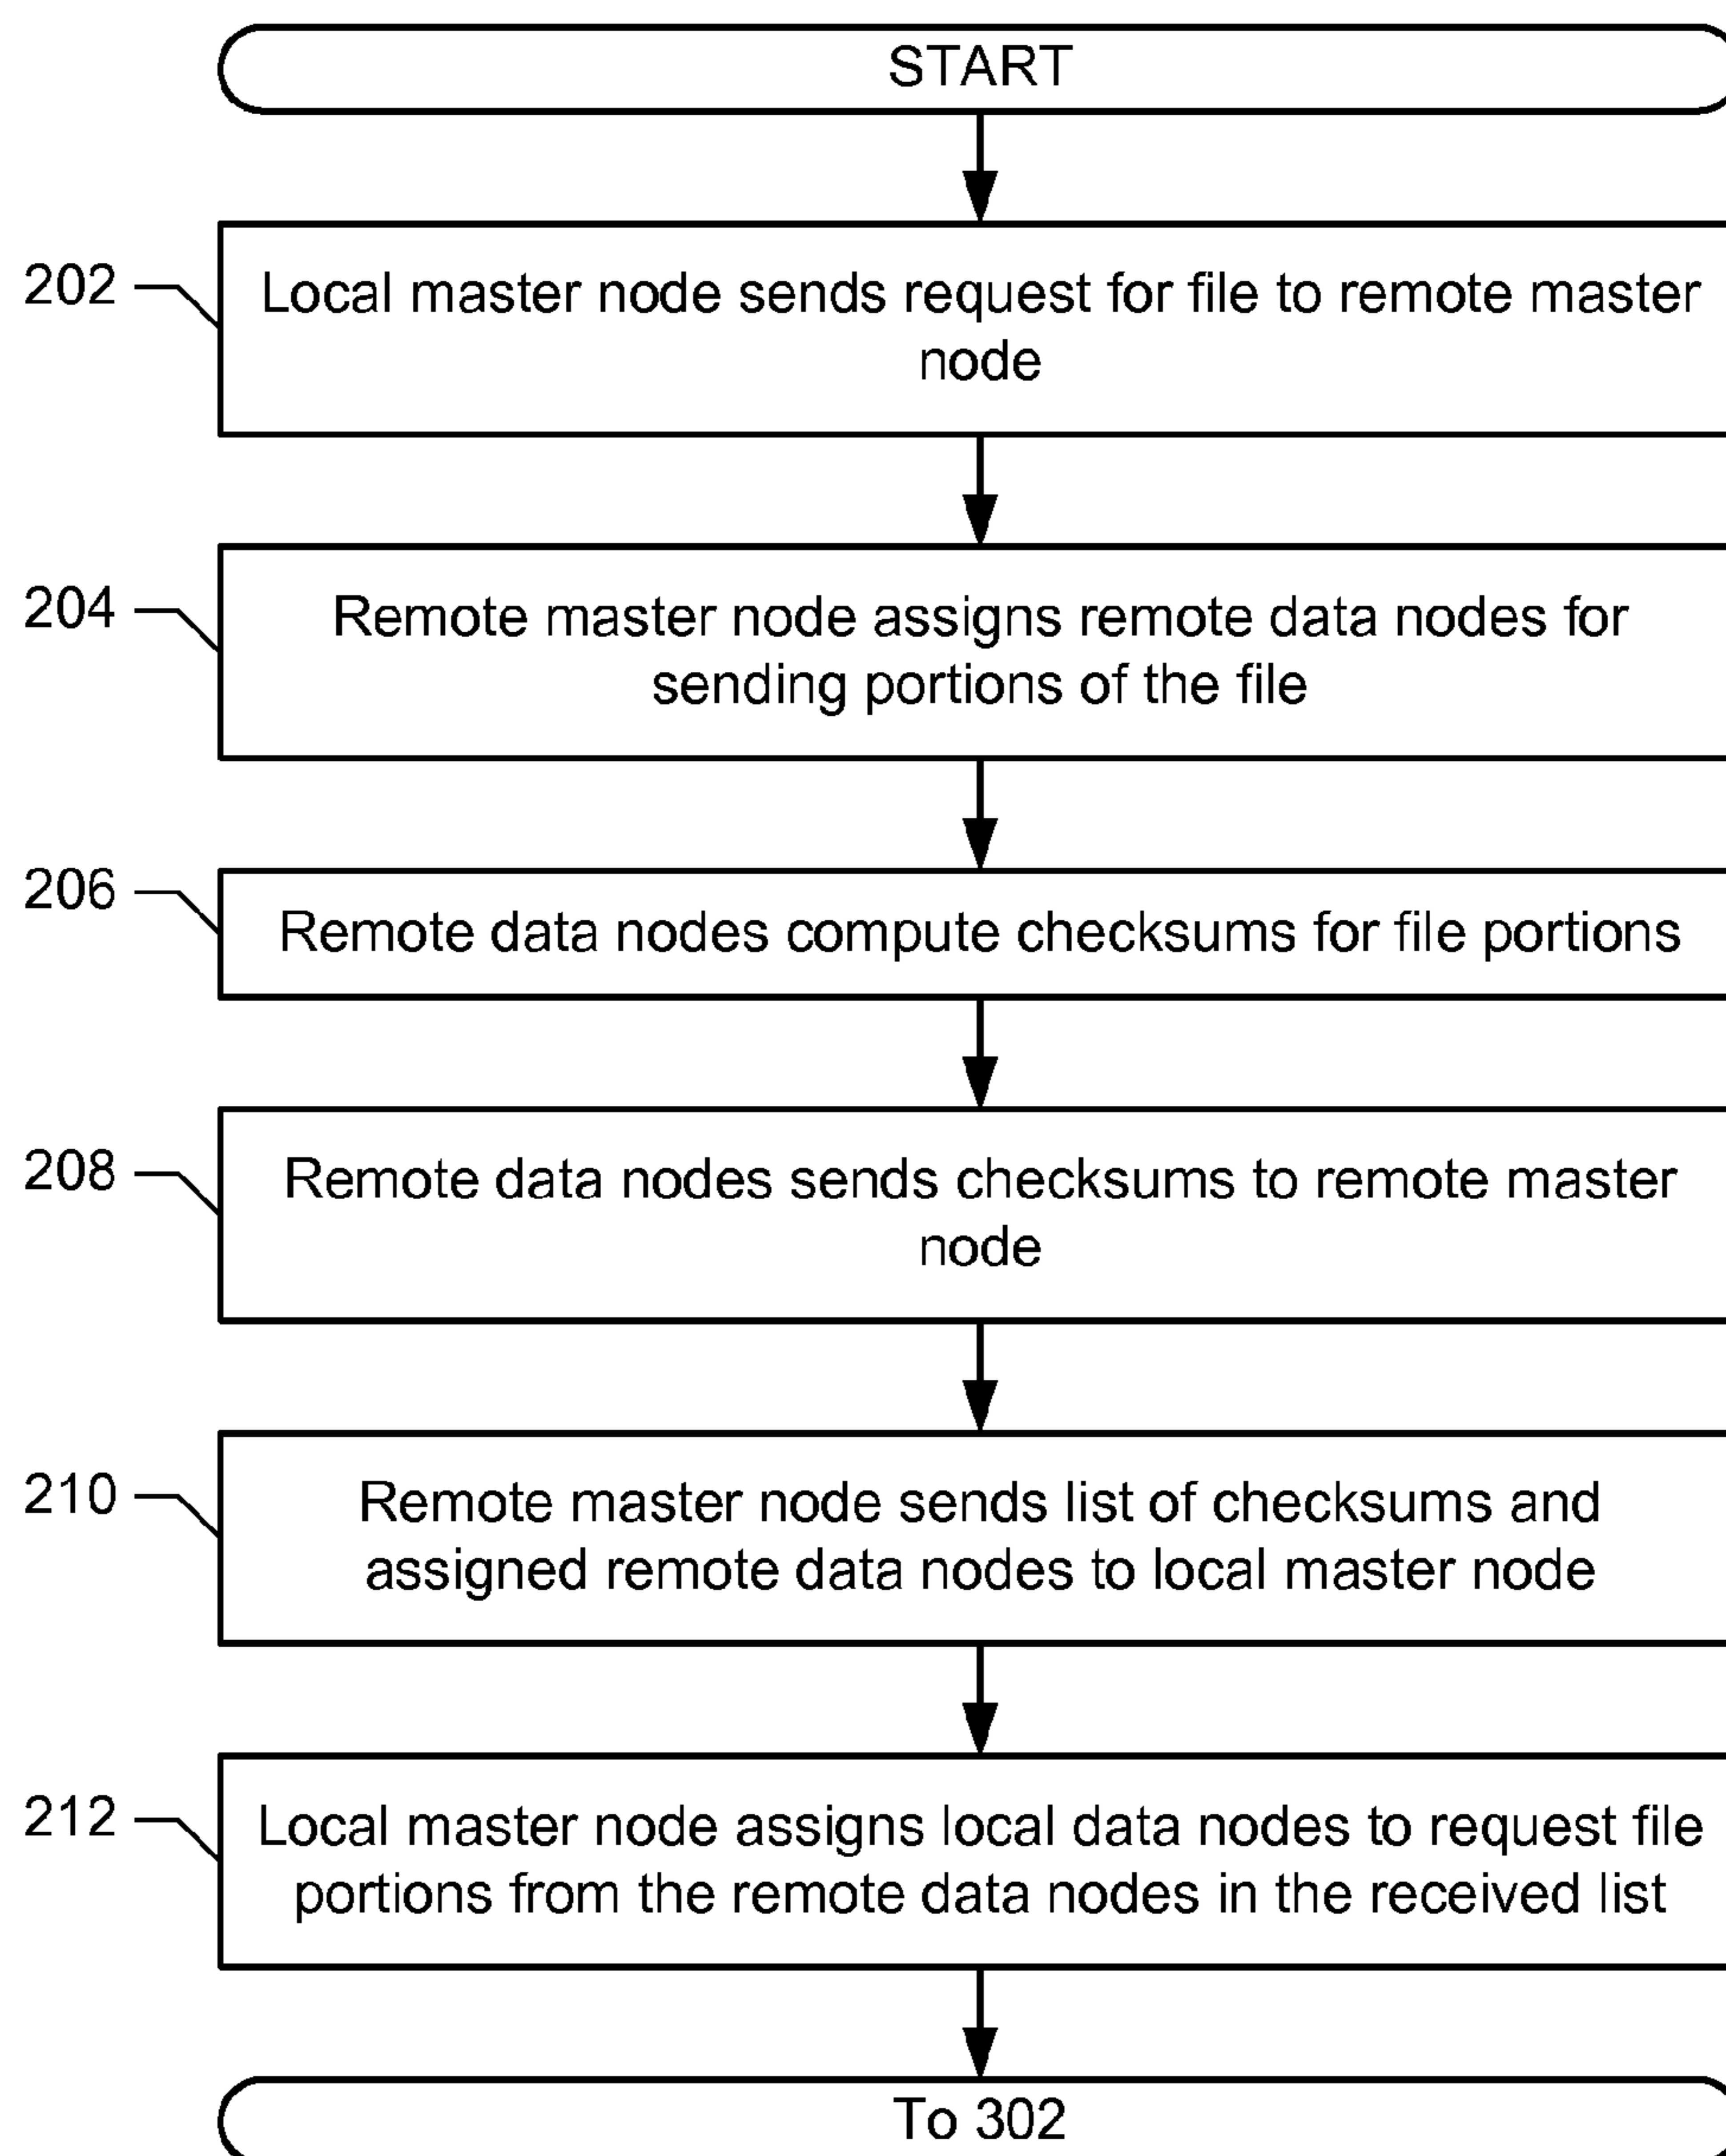 START
202
Local master node sends request for file to remote master
node
204
Remote master node assigns remote data nodes for
sending portions of the file
206
Remote data nodes compute checksums for file portions
208
Remote data nodes sends checksums to remote master
node
210
Remote master node sends list of checksums and
assigned remote data nodes to local master node
212
Local master node assigns local data nodes to request file
portions from the remote data nodes in the received list
To 302